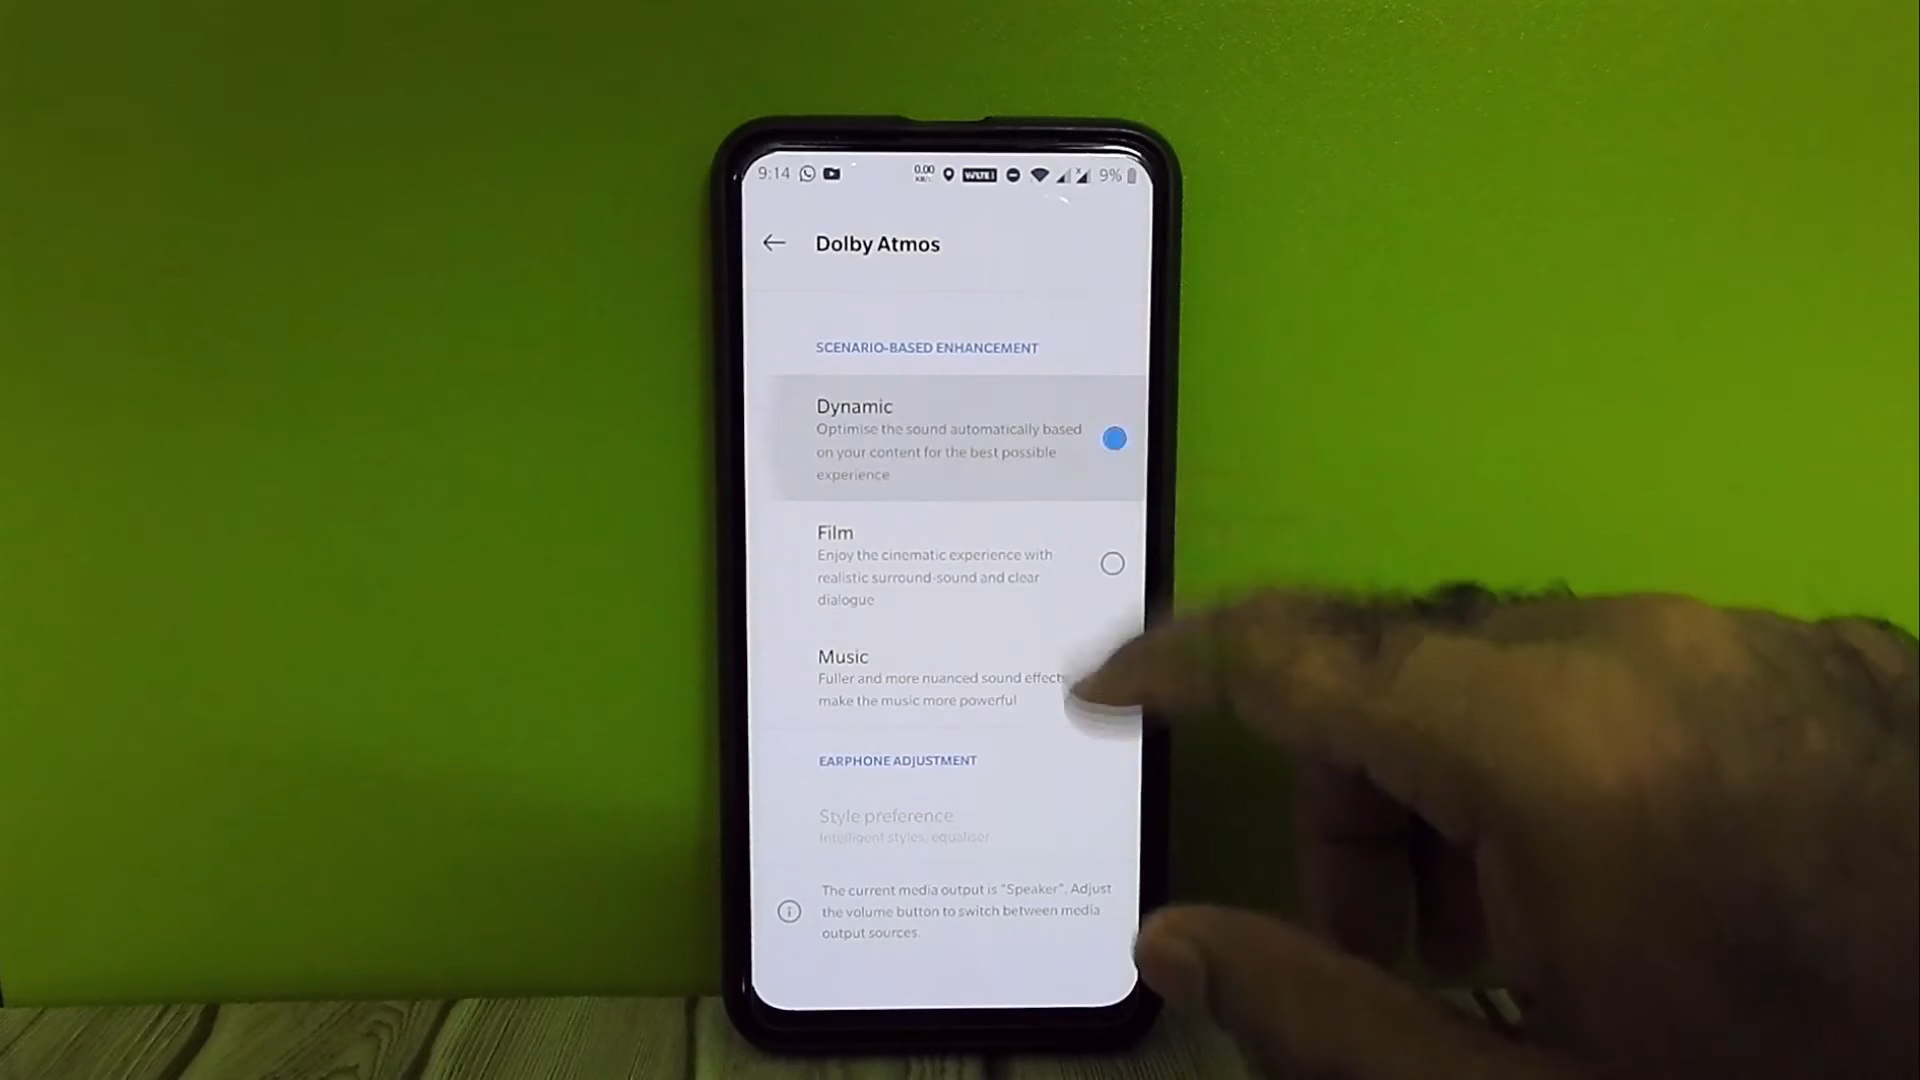 9:14 0.00 9%
Dolby Atmos
SCENARIO-BASED ENHANCEMENT
Dynamic
Optimise the sound automatically based
on your content for the best possible
experience
Film
Enjoy the cinematic experience with
realistic surround-sound and clear
dialogue
Music
Fuller and more nuanced sound effects
make the music more powerful
EARPHONE ADJUSTMENT
Style preference
Intelligent styles, equaliser
The current media output is "Speaker". Adjust
the volume button to switch between media
output sources.